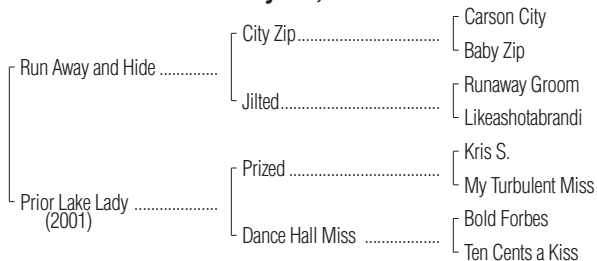 Carson City
City Zip
Baby Zip
Run Away and Hide
Runaway Groom
Jilted
Likeashotabrandi
Kris S.
Prized
My Turbulent Miss
Prior Lake Lady
(2001)
Bold Forbes
Dance Hall Miss
Ten Cents a Kiss